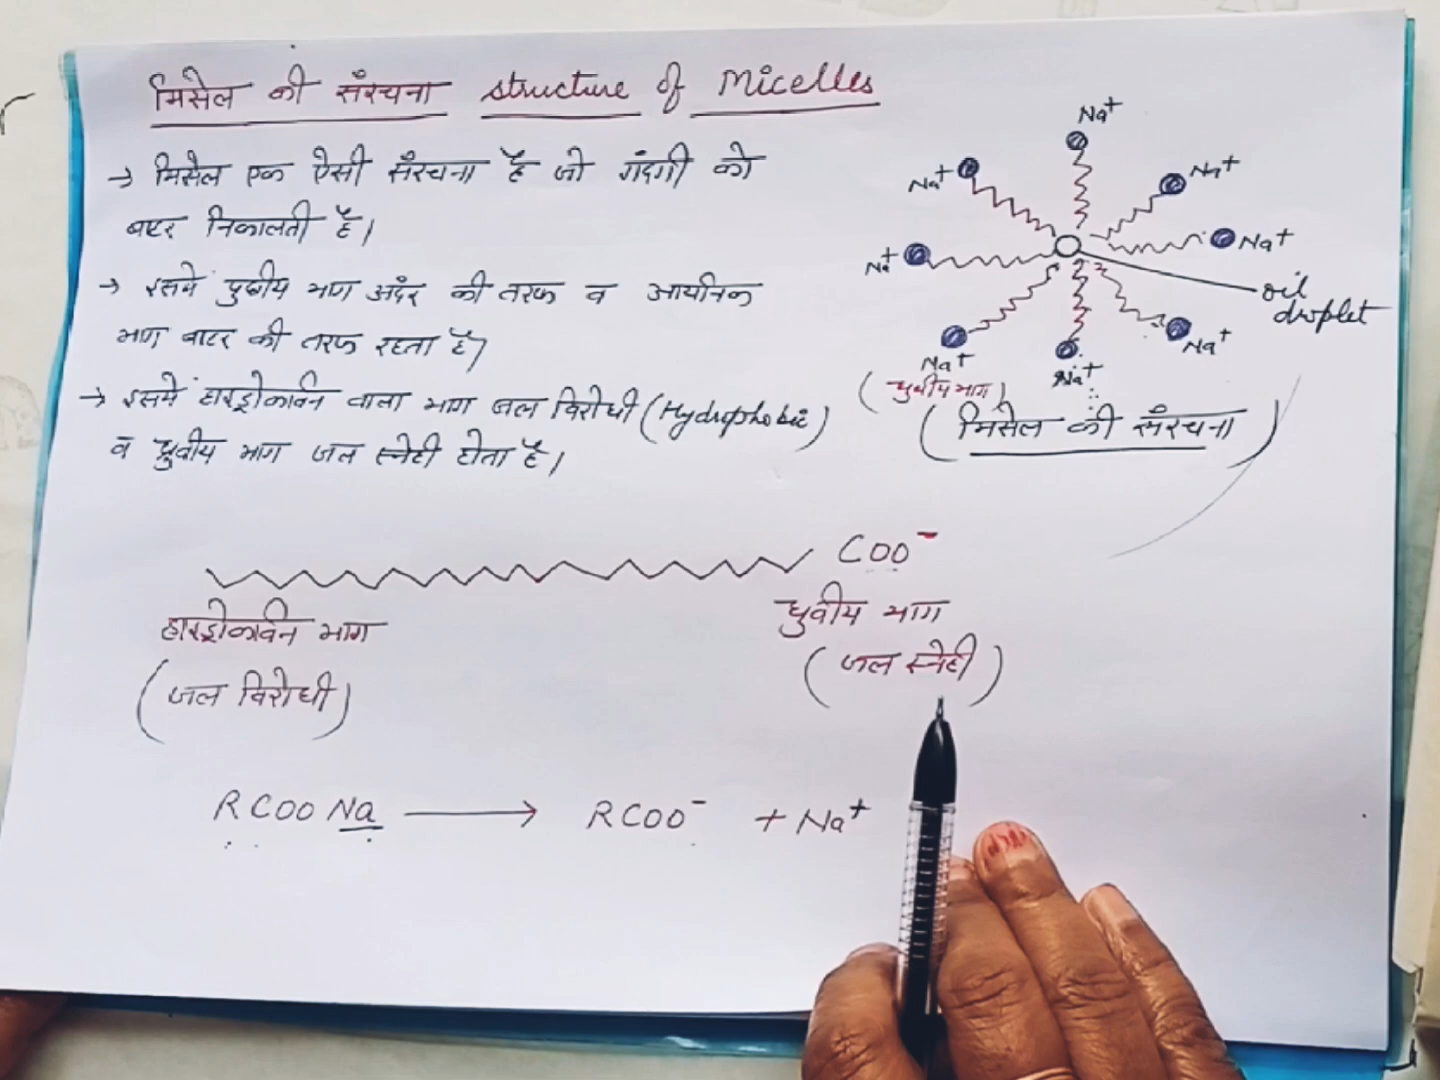 मिसेल की संरचना structure of Micelles
→ मिसेल एक ऐसी संरचना है जो गंदगी को
बाहर निकालती है।
→ इसमें पुछीय भाग अंदर की तरफ व आयनिक
भाग बाहर की तरफ रहता है।
→ इसमें हाइड्रोकार्बन वाला भाग जल विरोधी (Hydrophobic)
व ध्रुवीय भाग जल स्नेही होता है।
Na+
Na+
Na+
Na+
Na+
oil
droplet
Na+
Na+
Na+
(ध्रुवीय भाग)
(मिसेल की संरचना)
COO-
हाइड्रोकार्बन भाग
ध्रुवीय भाग
(जल स्नेही)
(जल विरोधी)
RCOONa → RCOO- + Na+